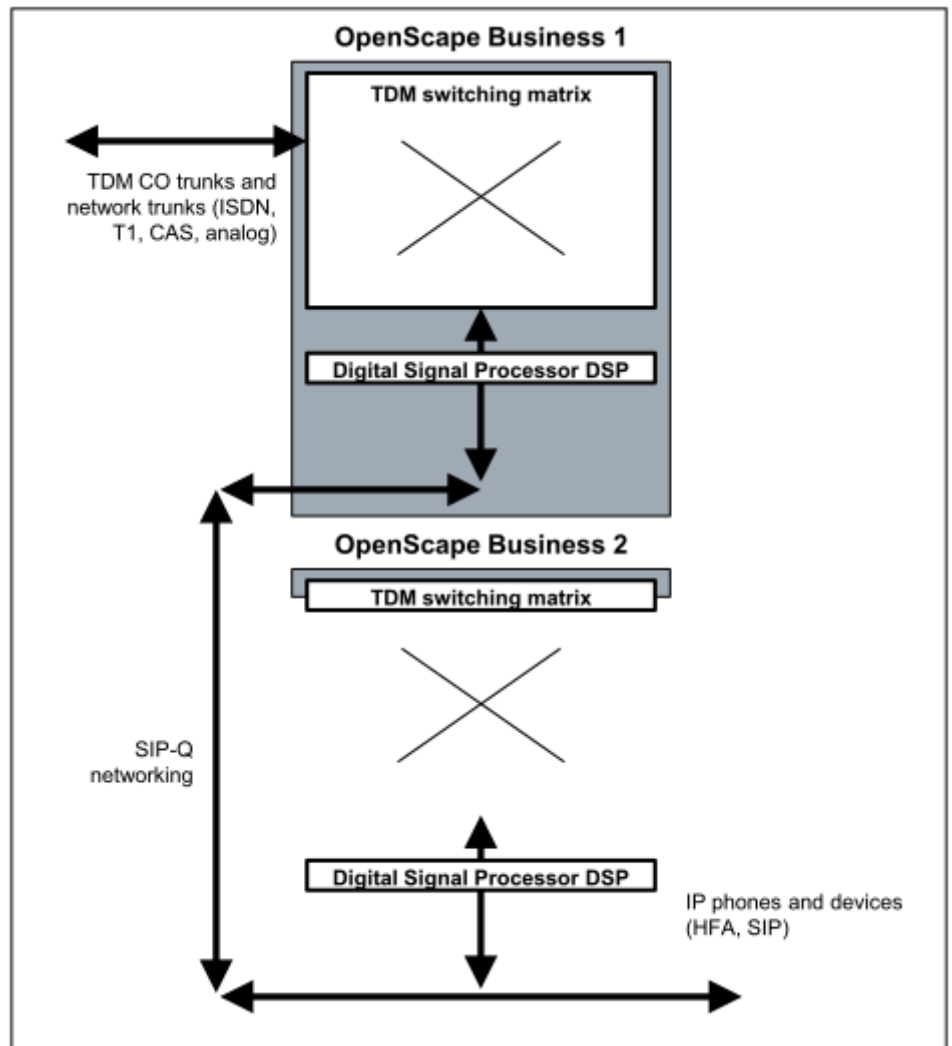 OpenScape Business 1
TDM switching matrix
TDM CO trunks and
network trunks (ISDN,
T1, CAS, analog)
Digital Signal Processor DSP
OpenScape Business 2
TDM switching matrix
SIP-Q
networking
Digital Signal Processor DSP
IP phones and devices
(HFA, SIP)